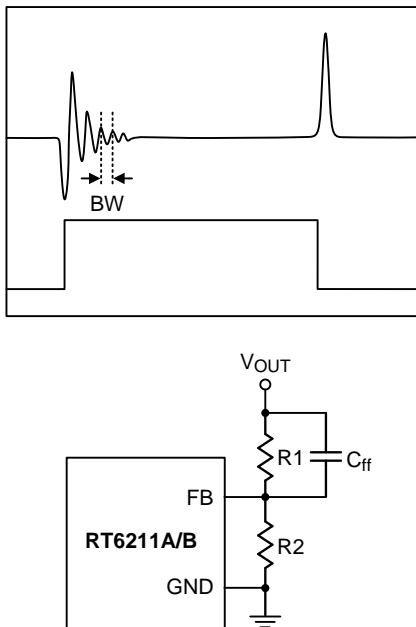 BW
VOUT
R1
Cff
FB
R2
RT6211A/B
GND